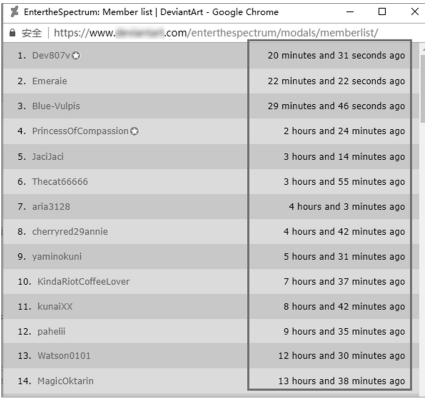 EntertheSpectrum: Member list | DeviantArt - Google Chrome
安全 | https://www. .com/enterthespectrum/modals/memberlist/
1. Dev807v 20 minutes and 31 seconds ago
2. Emeraie 22 minutes and 22 seconds ago
3. Blue-Vulpis 29 minutes and 46 seconds ago
4. PrincessOfCompassion 2 hours and 24 minutes ago
5. JaciJaci 3 hours and 14 minutes ago
6. Thecat66666 3 hours and 55 minutes ago
7. aria3128 4 hours and 3 minutes ago
8. cherryred29annie 4 hours and 42 minutes ago
9. yaminokuni 5 hours and 31 minutes ago
10. KindaRiotCoffeeLover 7 hours and 37 minutes ago
11. kunaiXX 8 hours and 42 minutes ago
12. pahelii 9 hours and 35 minutes ago
13. Watson0101 12 hours and 30 minutes ago
14. MagicOktarin 13 hours and 38 minutes ago